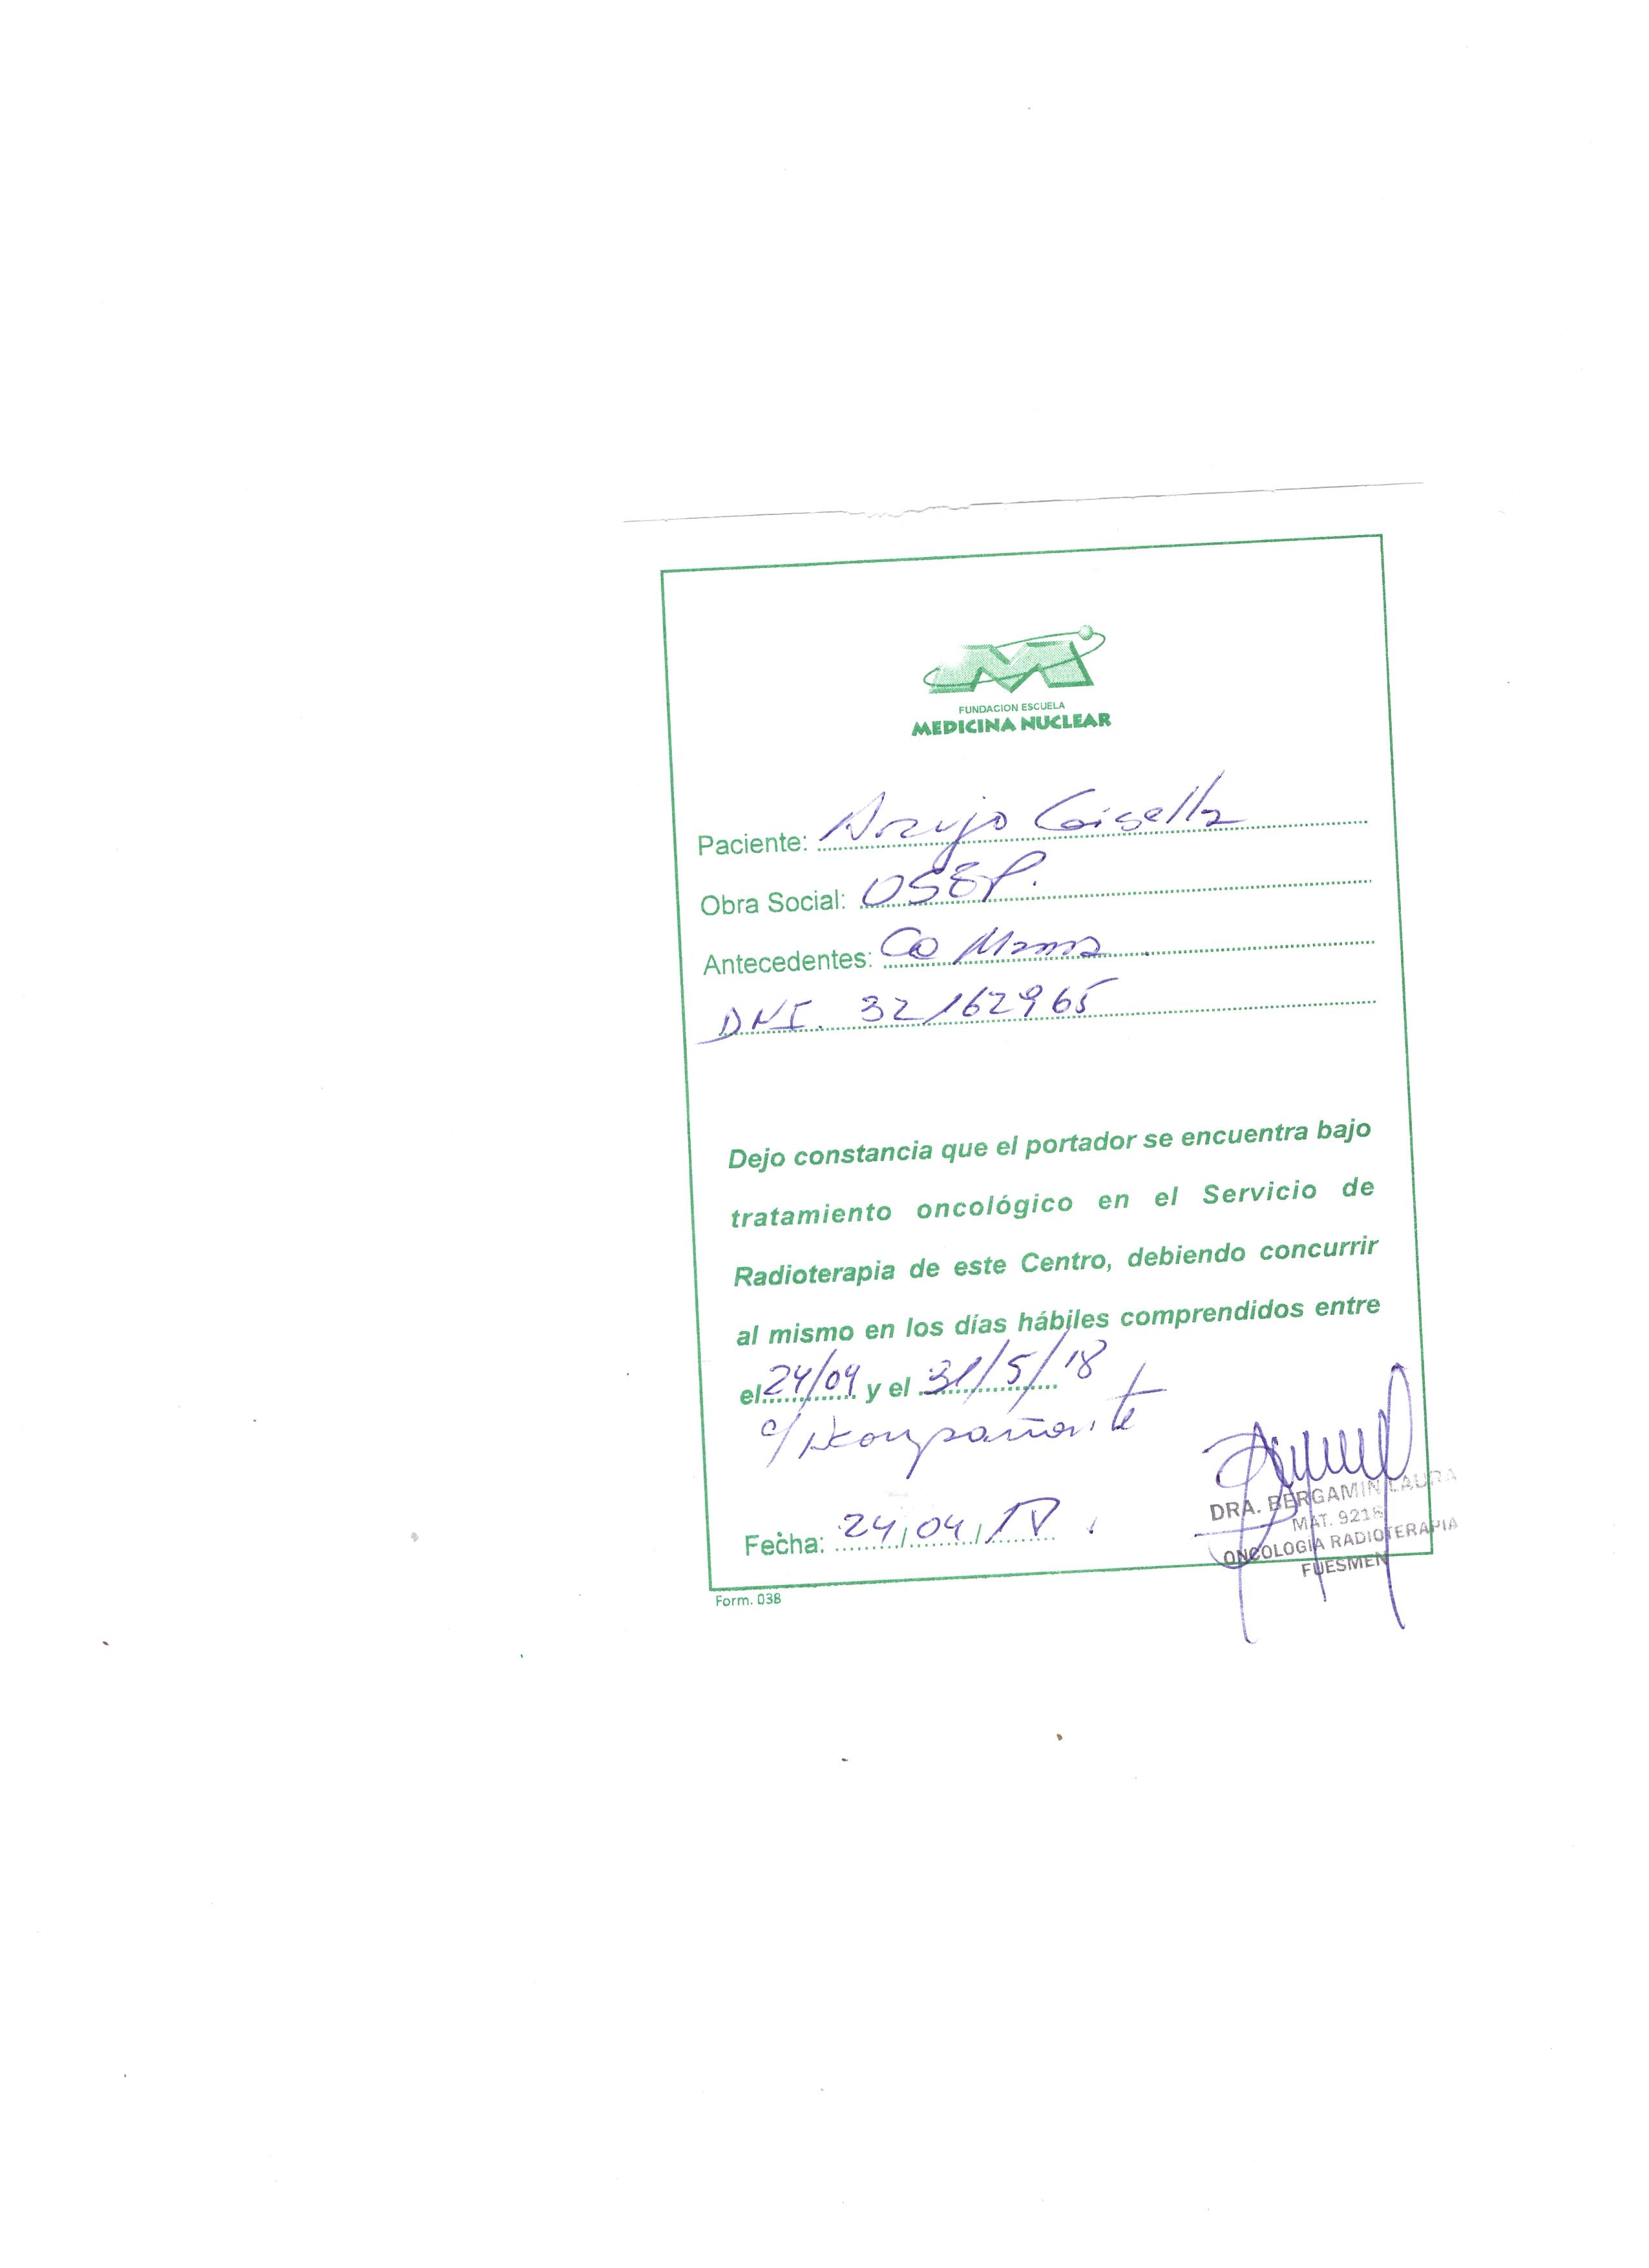 FUNDACION ESCUELA
MEDICINA NUCLEAR
Paciente: Araujo Gisella
Obra Social: OSEP.
Antecedentes: Ca Mama.
DNI. 32162965
Dejo constancia que el portador se encuentra bajo
tratamiento oncológico en el Servicio de
Radioterapia de este Centro, debiendo concurrir
al mismo en los días hábiles comprendidos entre
el 24/04 y el 31/5/18
c/ Acompañante
Fecha: 24/04/18.
DRA. BERGAMIN LAURA
MAT. 9218
ONCOLOGIA RADIOTERAPIA
FUESMEN
Form. 038